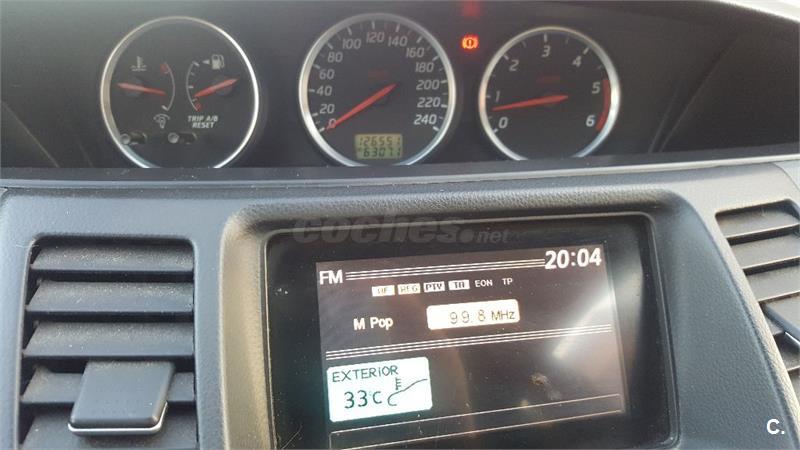 0 20 40 60 80 100 120 140 160 180 200 220 240
0 1 2 3 4 5 6
TRIP A/B
RESET
126551
63071
coches.net
FM 20:04
AF REG PTY TA EON TP
M Pop 99.8 MHz
EXTERIOR
33°C
C.